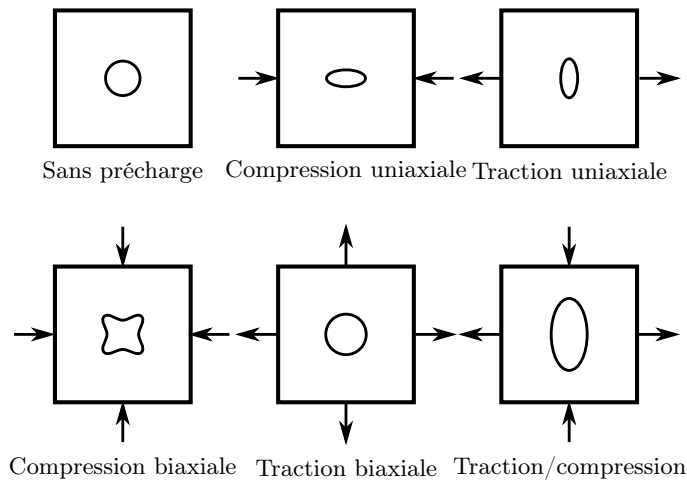 Sans précharge
Compression uniaxiale
Traction uniaxiale
Compression biaxiale
Traction biaxiale
Traction/compression